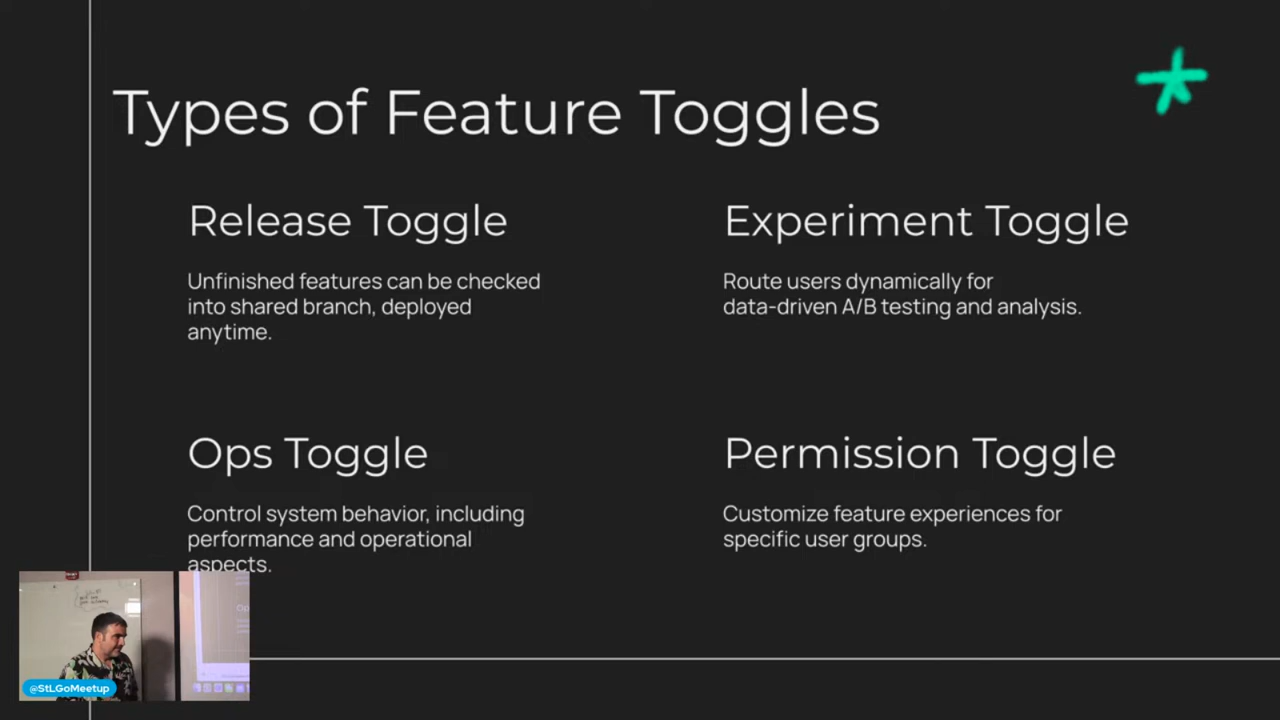 Types of Feature Toggles
Release Toggle
Unfinished features can be checked
into shared branch, deployed
anytime.
Experiment Toggle
Route users dynamically for
data-driven A/B testing and analysis.
Ops Toggle
Control system behavior, including
performance and operational
aspects.
Permission Toggle
Customize feature experiences for
specific user groups.
@StLGoMeetup